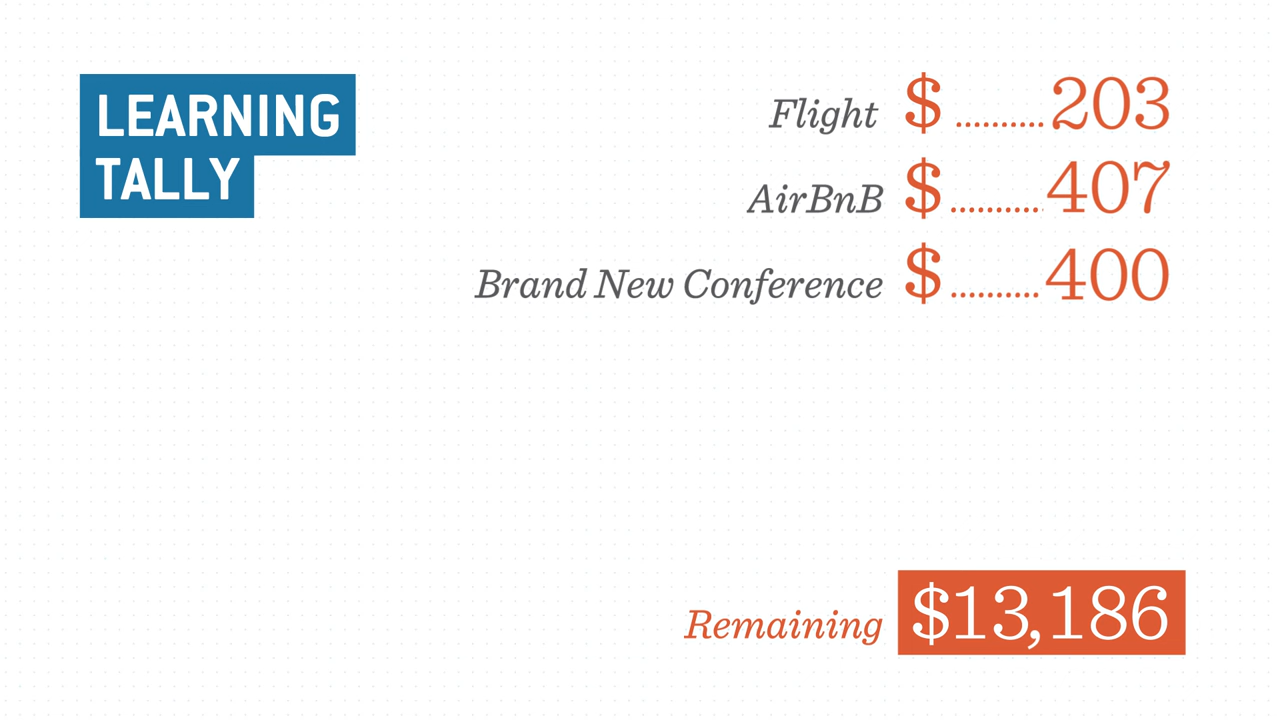 LEARNING
TALLY
Flight $ ..........203
AirBnB $ ..........407
Brand New Conference $ ..........400
Remaining $13,186